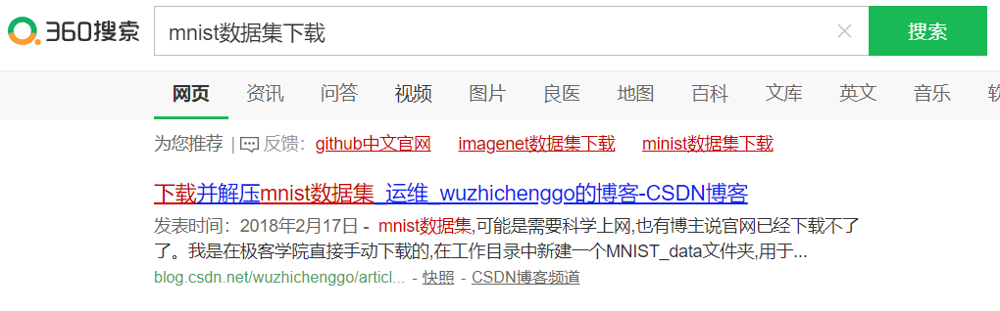 360搜索 mnist数据集下载 搜索
网页 资讯 问答 视频 图片 良医 地图 百科 文库 英文 音乐
为您推荐 | 反馈: github中文官网 imagenet数据集下载 minist数据集下载
下载并解压mnist数据集_运维_wuzhichenggo的博客-CSDN博客
发表时间：2018年2月17日 - mnist数据集,可能是需要科学上网,也有博主说官网已经下载不了
了。我是在极客学院直接手动下载的,在工作目录中新建一个MNIST_data文件夹,用于...
blog.csdn.net/wuzhichenggo/articl... - 快照 - CSDN博客频道